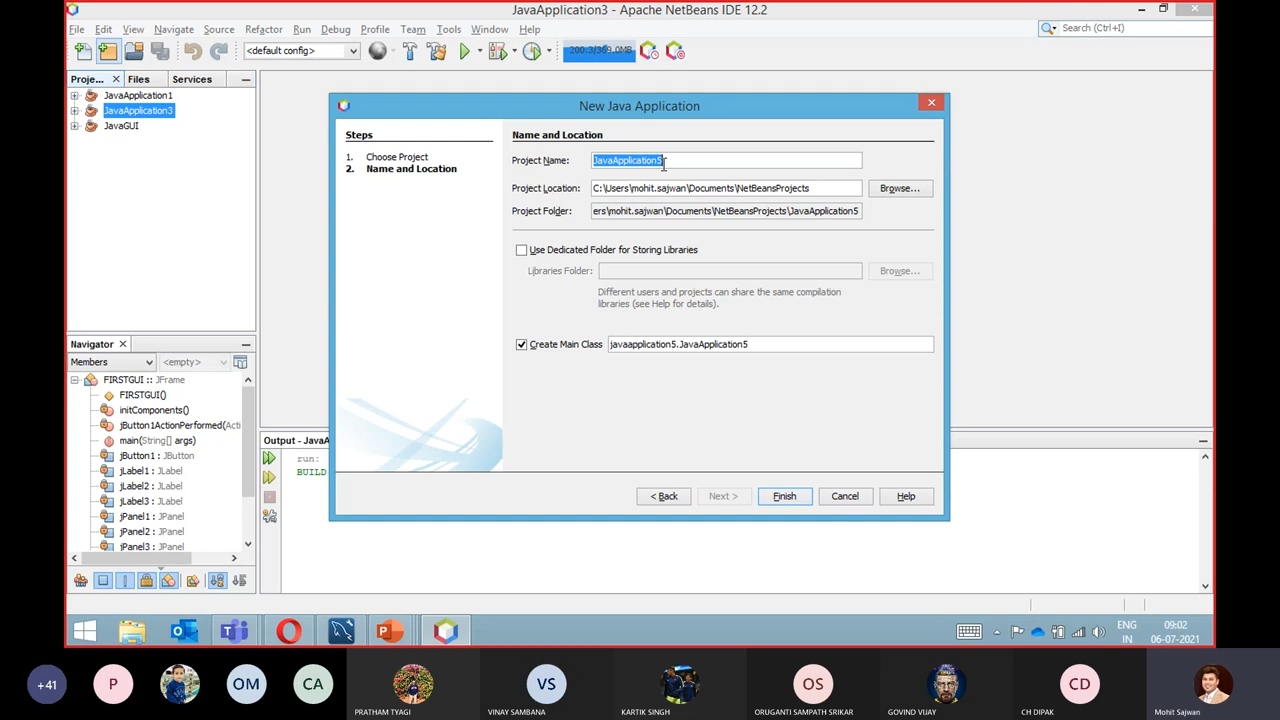 JavaApplication3 - Apache NetBeans IDE 12.2
File Edit View Navigate Source Refactor Run Debug Profile Team Tools Window Help
Search (Ctrl+I)
<default config>
200.3/369.0MB
Proje... Files Services
JavaApplication1
JavaApplication3
JavaGUI
New Java Application
Steps
1. Choose Project
2. Name and Location
Name and Location
Project Name: JavaApplication5
Project Location: C:\Users\mohit.sajwan\Documents\NetBeansProjects Browse...
Project Folder: ers\mohit.sajwan\Documents\NetBeansProjects\JavaApplication5
Use Dedicated Folder for Storing Libraries
Libraries Folder: Browse...
Different users and projects can share the same compilation
libraries (see Help for details).
Create Main Class javaapplication5.JavaApplication5
< Back Next > Finish Cancel Help
Navigator
Members <empty>
FIRSTGUI :: JFrame
FIRSTGUI()
initComponents()
jButton1ActionPerformed(Acti
main(String[] args)
jButton1 : JButton
jLabel1 : JLabel
jLabel2 : JLabel
jLabel3 : JLabel
jPanel1 : JPanel
jPanel2 : JPanel
jPanel3 : JPanel
Output - JavaA
run:
BUILD
ENG
IN
09:02
06-07-2021
+41 P OM CA VS OS CD
PRATHAM TYAGI VINAY SAMBANA KARTIK SINGH ORUGANTI SAMPATH SRIKAR GOVIND VIJAY CH DIPAK Mohit Sajwan